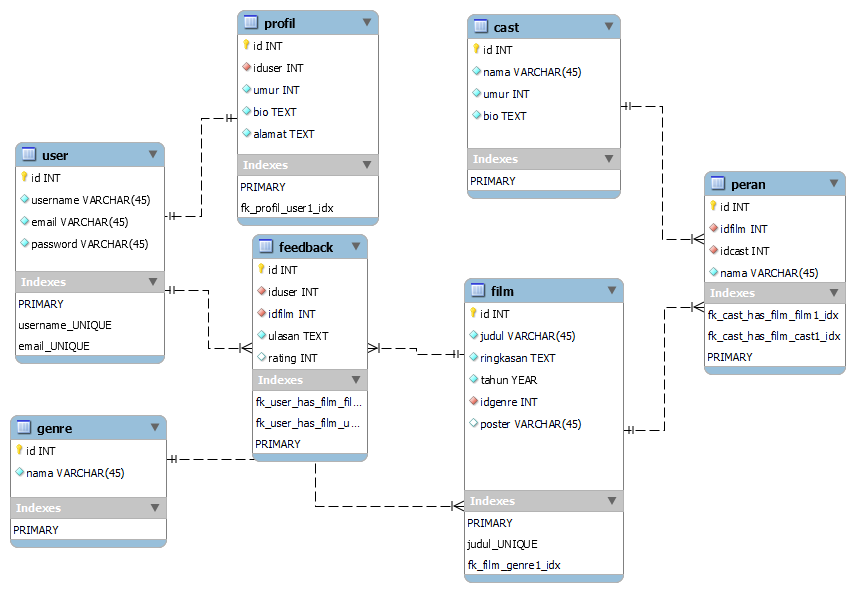 profil
id INT
iduser INT
umur INT
bio TEXT
alamat TEXT
Indexes
PRIMARY
fk_profil_user1_idx
cast
id INT
nama VARCHAR(45)
umur INT
bio TEXT
Indexes
PRIMARY
user
id INT
username VARCHAR(45)
email VARCHAR(45)
password VARCHAR(45)
Indexes
PRIMARY
username_UNIQUE
email_UNIQUE
peran
id INT
idfilm INT
idcast INT
nama VARCHAR(45)
Indexes
fk_cast_has_film_film1_idx
fk_cast_has_film_cast1_idx
PRIMARY
feedback
id INT
iduser INT
idfilm INT
ulasan TEXT
rating INT
Indexes
fk_user_has_film_fil...
fk_user_has_film_u...
PRIMARY
film
id INT
judul VARCHAR(45)
ringkasan TEXT
tahun YEAR
idgenre INT
poster VARCHAR(45)
Indexes
PRIMARY
judul_UNIQUE
fk_film_genre1_idx
genre
id INT
nama VARCHAR(45)
Indexes
PRIMARY